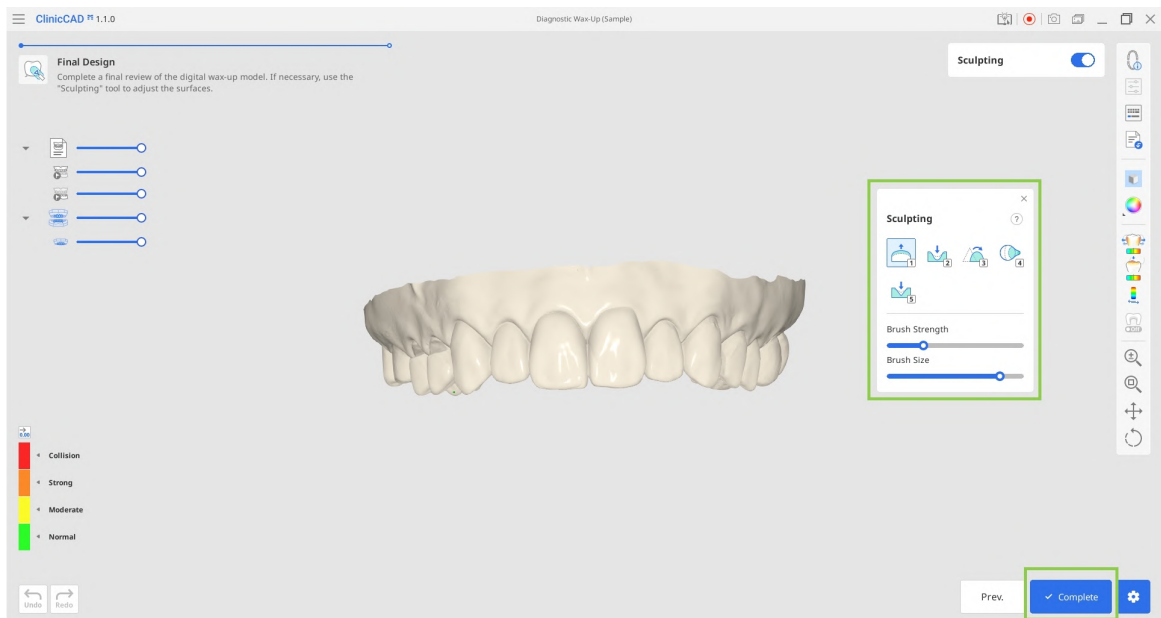 ClinicCAD 1.1.0
Diagnostic Wax-Up (Sample)
Final Design
Complete a final review of the digital wax-up model. If necessary, use the
"Sculpting" tool to adjust the surfaces.
Sculpting
Sculpting
?
1
2
3
4
5
Brush Strength
Brush Size
0.00
Collision
Strong
Moderate
Normal
Undo
Redo
Prev.
Complete